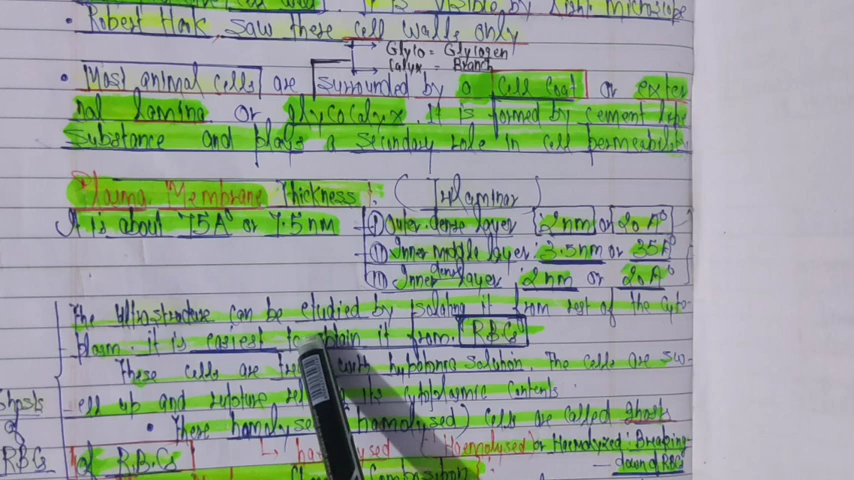 is visible by Light Microscope
• Robert Hook saw these cell walls only
Glyco = Glycogen
Calyx = Branch
• Most animal cells are surrounded by a cell coat or exter
nal lamina or glycocalyx. it is formed by cement like
substance and plays a secondary role in cell permeability
Plasma Membrane Thickness :. (Trilaminar)
It is about 75A° or 7.5nm
(I) Outer dense layer : 2nm or 20A°
(II) Inner middle layer : 3.5nm or 35A°
(III) Inner dense layer : 2nm or 20A°
The Ultrastructure can be studied by isolating it from rest of the cyto-
plasm. it is easiest to obtain it from. RBCs
These cells are with hypotonic solution. The cells are sw-
ell up and rupture its cytoplasmic contents.
• These (hamolysed) cells are called Ghosts
of R.B.Cs
Ghosts
of
RBCs
Haemolysed or Haemolyzed. Breaking-
down of RBCs
Composition